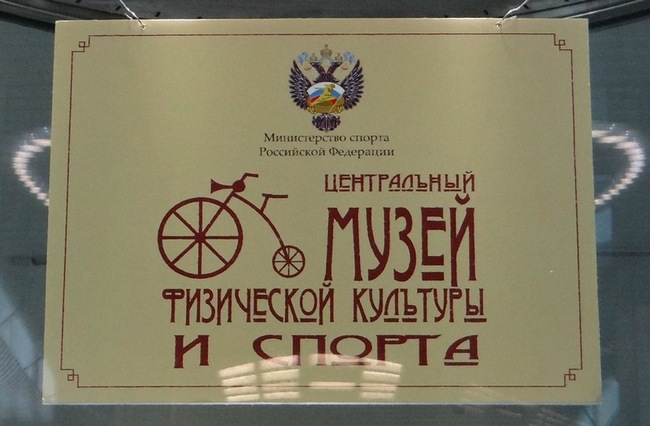 Министерство спорта
Российской Федерации
ЦЕНТРАЛЬНЫЙ
МУЗЕЙ
ФИЗИЧЕСКОЙ КУЛЬТУРЫ
И СПОРТА